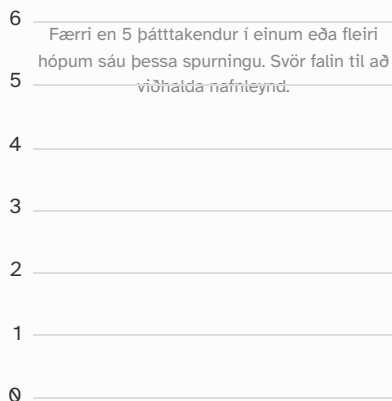 6
Færri en 5 þátttakendur í einum eða fleiri
hópum sáu þessa spurningu. Svör falin til að
5
viðhalda nafnleynd.
4
3
2
1
0